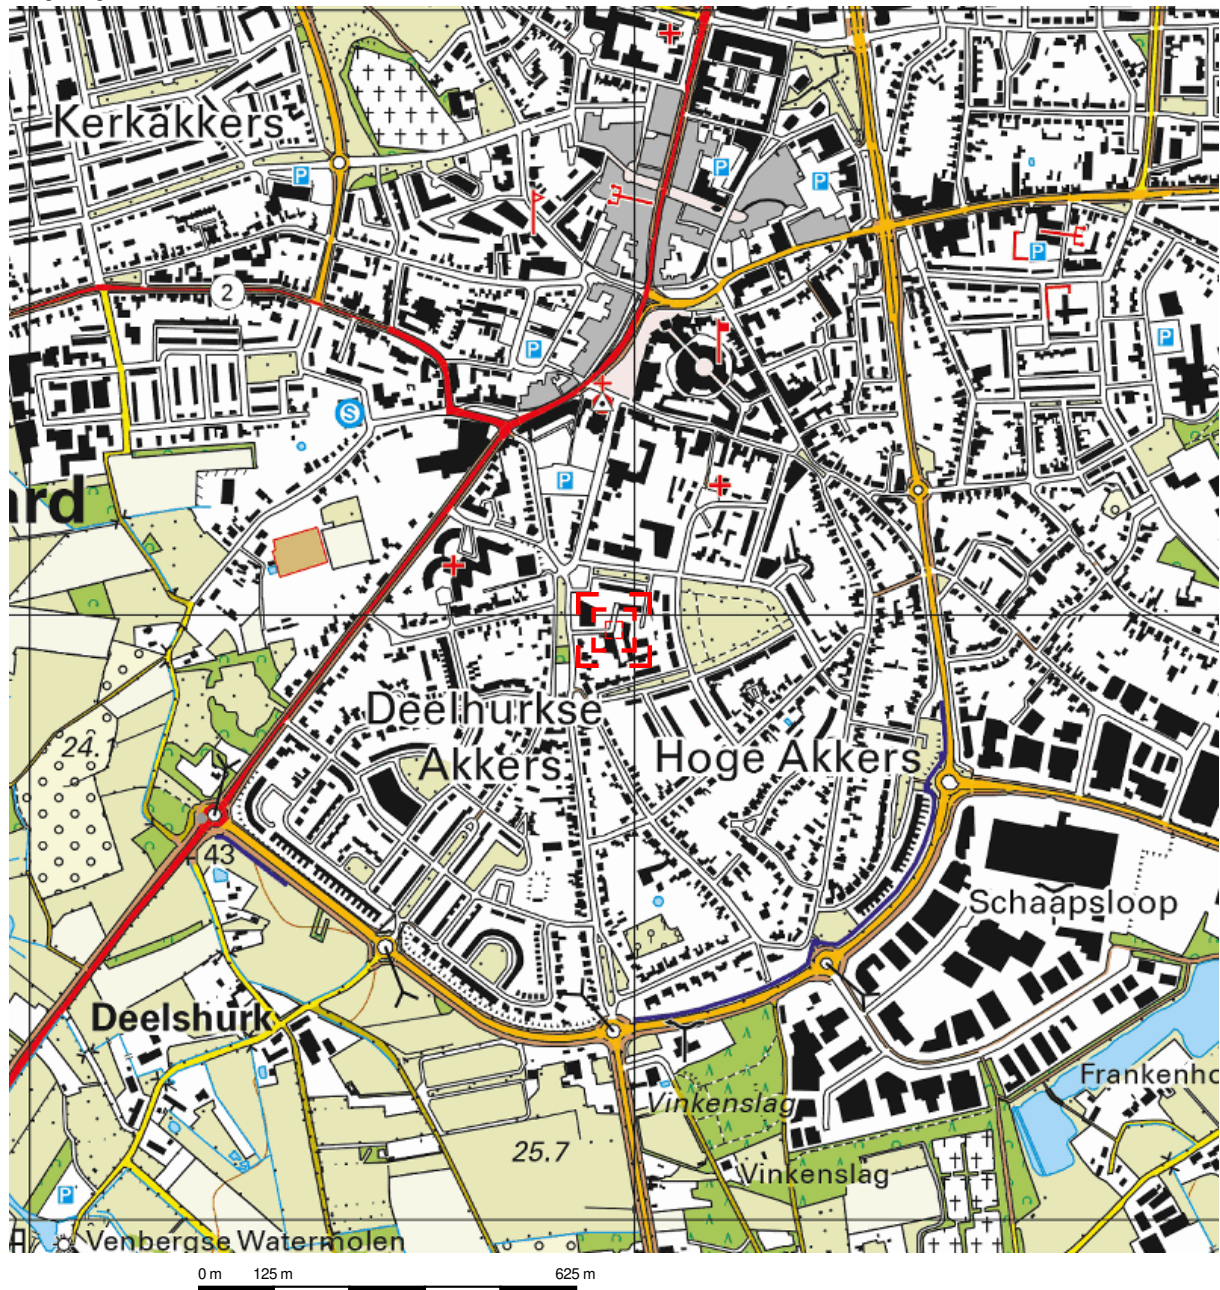 Kerkakkers
P
P
P
P
2
P
P
S
P
ard
Deelhurkse
Akkers
Hoge Akkers
24.
43
Schaapsloop
Deelshurk
Frankenho
Vinkenslag
25.7
Vinkenslag
P
Venbergse Watermolen
0 m 125 m 625 m